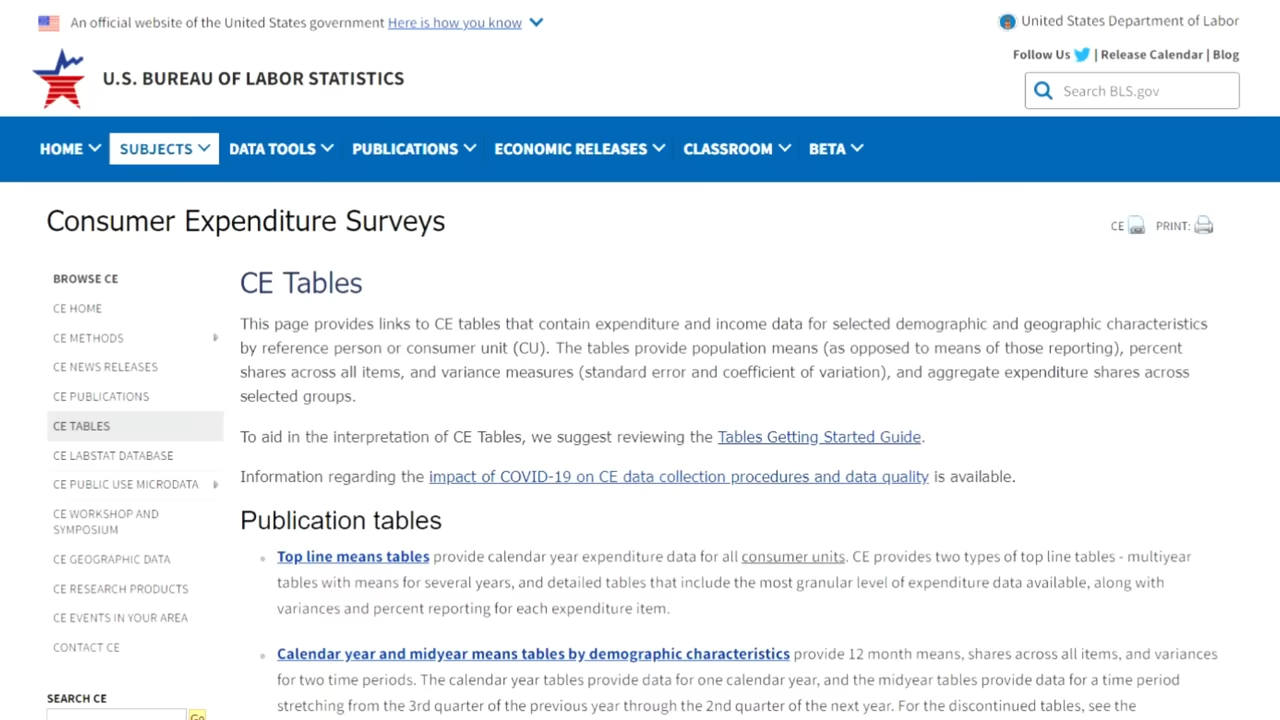 An official website of the United States government Here is how you know
United States Department of Labor
Follow Us | Release Calendar | Blog
U.S. BUREAU OF LABOR STATISTICS
Search BLS.gov
HOME SUBJECTS DATA TOOLS PUBLICATIONS ECONOMIC RELEASES CLASSROOM BETA
Consumer Expenditure Surveys
CE PRINT:
BROWSE CE
CE HOME
CE METHODS
CE NEWS RELEASES
CE PUBLICATIONS
CE TABLES
CE LABSTAT DATABASE
CE PUBLIC USE MICRODATA
CE WORKSHOP AND
SYMPOSIUM
CE GEOGRAPHIC DATA
CE RESEARCH PRODUCTS
CE EVENTS IN YOUR AREA
CONTACT CE
SEARCH CE
Go
CE Tables
This page provides links to CE tables that contain expenditure and income data for selected demographic and geographic characteristics
by reference person or consumer unit (CU). The tables provide population means (as opposed to means of those reporting), percent
shares across all items, and variance measures (standard error and coefficient of variation), and aggregate expenditure shares across
selected groups.
To aid in the interpretation of CE Tables, we suggest reviewing the Tables Getting Started Guide.
Information regarding the impact of COVID-19 on CE data collection procedures and data quality is available.
Publication tables
Top line means tables provide calendar year expenditure data for all consumer units. CE provides two types of top line tables - multiyear
tables with means for several years, and detailed tables that include the most granular level of expenditure data available, along with
variances and percent reporting for each expenditure item.
Calendar year and midyear means tables by demographic characteristics provide 12 month means, shares across all items, and variances
for two time periods. The calendar year tables provide data for one calendar year, and the midyear tables provide data for a time period
stretching from the 3rd quarter of the previous year through the 2nd quarter of the next year. For the discontinued tables, see the